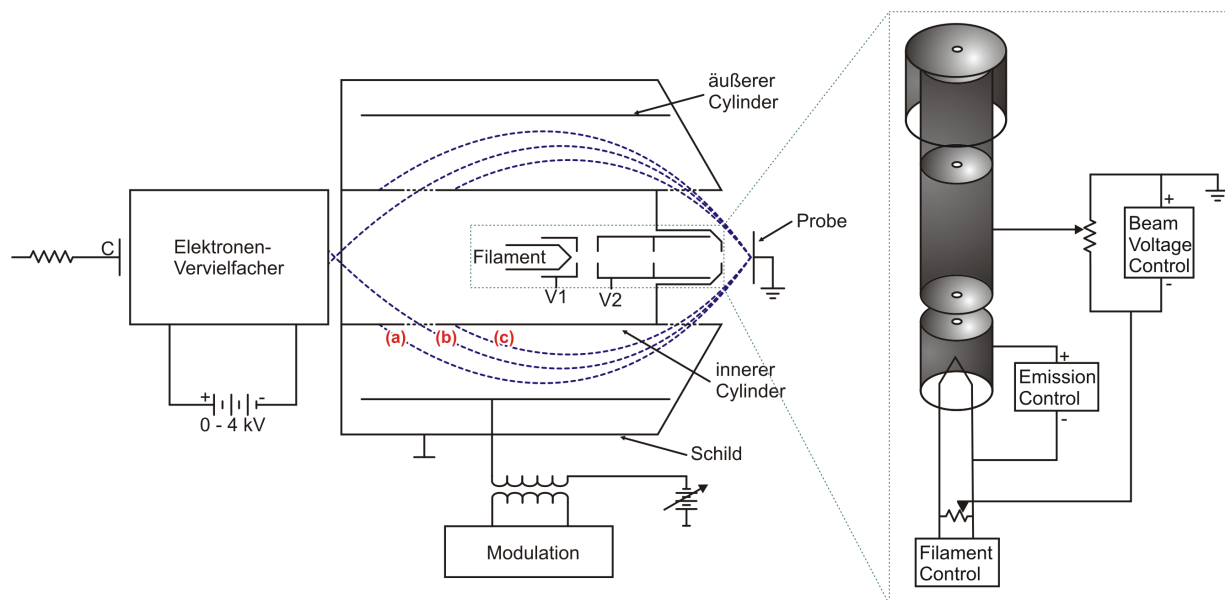 äußerer
Cylinder
C
Elektronen-
Vervielfacher
+
-
0 - 4 kV
Filament
V1
V2
Probe
(a)
(b)
(c)
innerer
Cylinder
Schild
Modulation
+
Beam
Voltage
Control
-
+
Emission
Control
-
Filament
Control